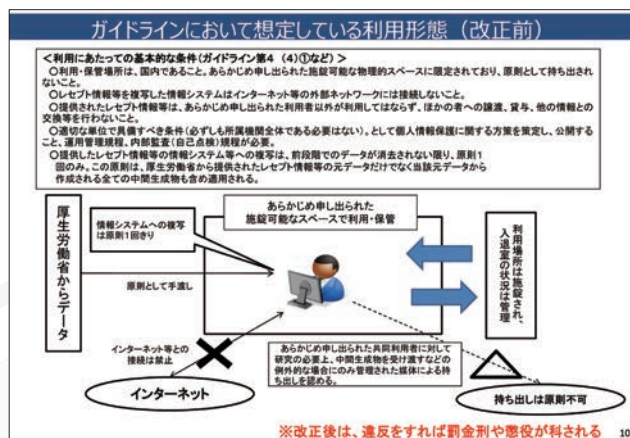 ガイドラインにおいて想定している利用形態（改正前）
＜利用にあたっての基本的な条件(ガイドライン第4　(4)①など)＞
○利用・保管場所は、国内であること。あらかじめ申し出られた施錠可能な物理的スペースに限定されており、原則として持ち出されないこと。
○レセプト情報等を複写した情報システムはインターネット等の外部ネットワークには接続しないこと。
○提供されたレセプト情報等は、あらかじめ申し出られた利用者以外が利用してはならず、ほかの者への譲渡、貸与、他の情報との交換等を行わないこと。
○適切な単位で具備すべき条件(必ずしも所属機関全体である必要はない)。として個人情報保護に関する方策を策定し、公開すること、運用管理規程、内部監査(自己点検)規程が必要。
○提供したレセプト情報等の情報システム等への複写は、前段階でのデータが消去されない限り、原則1
回のみ。この原則は、厚生労働省から提供されたレセプト情報等の元データだけでなく当該元データから
作成される全ての中間生成物も含め適用される。
厚生労働省からデータ
情報システムへの複写
は原則1回きり
原則として手渡し
あらかじめ申し出られた
施錠可能なスペースで利用・保管
利用場所は施錠され、
入退室の状況は管理
インターネット等との
接続は禁止
インターネット
あらかじめ申し出られた共同利用者に対して
研究の必要上、中間生成物を受け渡すなどの
例外的な場合にのみ管理された媒体による持
ち出しを認める。
持ち出しは原則不可
※改正後は、違反をすれば罰金刑や懲役が科される
10